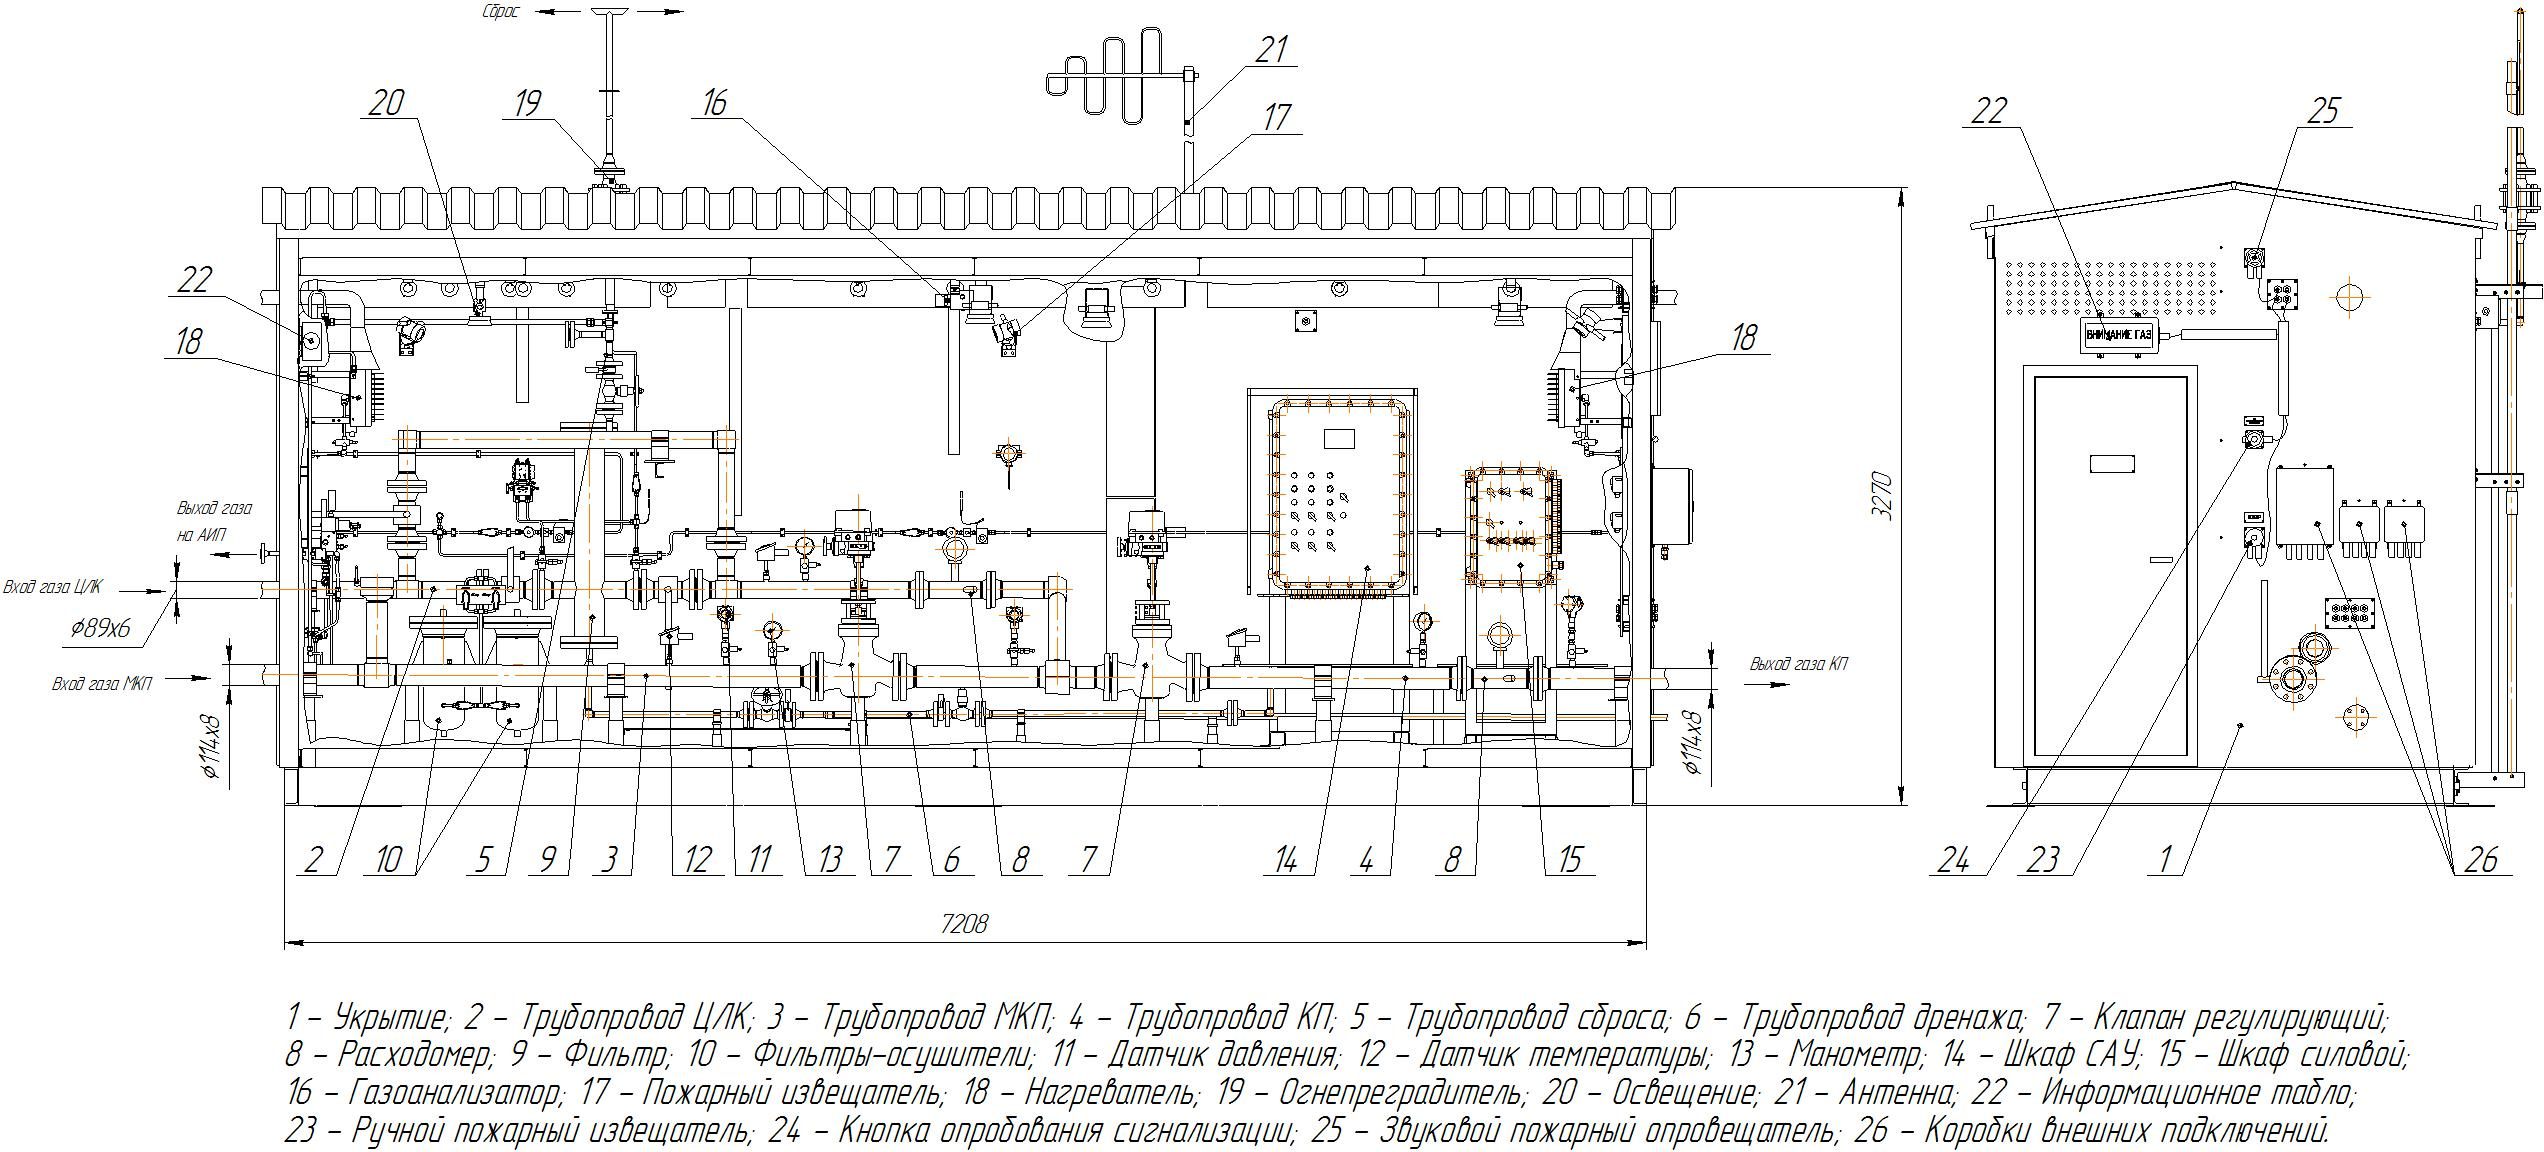 Сброс
21
20
19
16
17
22
25
22
18
18
ВНИМАНИЕ ГАЗ
3270
Выход газа
на АИП
Вход газа ЦЛК
ϕ89x6
Вход газа МКП
Выход газа КП
ϕ114x8
ϕ114x8
2
10
5
9
3
12
11
13
7
6
8
7
14
4
8
15
24
23
1
26
7208
1 – Укрытие; 2 – Трубопровод ЦЛК; 3 – Трубопровод МКП; 4 – Трубопровод КП; 5 – Трубопровод сброса; 6 – Трубопровод дренажа; 7 – Клапан регулирующий;
8 – Расходомер; 9 – Фильтр; 10 – Фильтры-осушители; 11 – Датчик давления; 12 – Датчик температуры; 13 – Манометр; 14 – Шкаф САУ; 15 – Шкаф силовой;
16 – Газоанализатор; 17 – Пожарный извещатель; 18 – Нагреватель; 19 – Огнепреградитель; 20 – Освещение; 21 – Антенна; 22 – Информационное табло;
23 – Ручной пожарный извещатель; 24 – Кнопка опробования сигнализации; 25 – Звуковой пожарный опровещатель; 26 – Коробки внешних подключений.